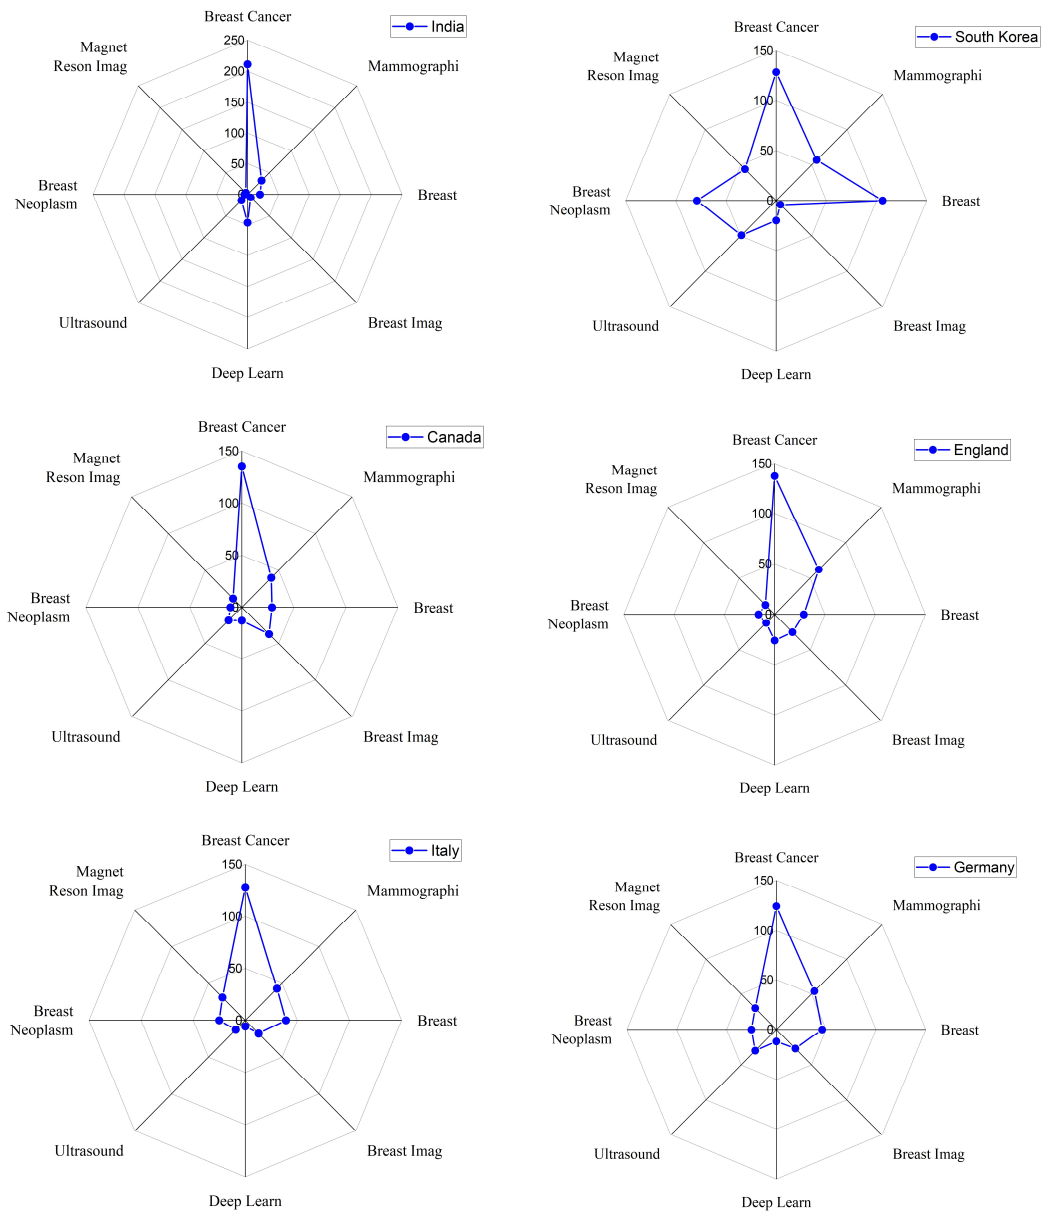 Breast Cancer
India
250
Magnet
Reson Imag
Mammographi
200
150
100
50
0
Breast
Neoplasm
Breast
Ultrasound
Breast Imag
Deep Learn
Breast Cancer
South Korea
150
Magnet
Reson Imag
Mammographi
100
50
0
Breast
Neoplasm
Breast
Ultrasound
Breast Imag
Deep Learn
Breast Cancer
Canada
150
Magnet
Reson Imag
Mammographi
100
50
0
Breast
Neoplasm
Breast
Ultrasound
Breast Imag
Deep Learn
Breast Cancer
England
150
Magnet
Reson Imag
Mammographi
100
50
0
Breast
Neoplasm
Breast
Ultrasound
Breast Imag
Deep Learn
Breast Cancer
Italy
150
Magnet
Reson Imag
Mammographi
100
50
0
Breast
Neoplasm
Breast
Ultrasound
Breast Imag
Deep Learn
Breast Cancer
Germany
150
Magnet
Reson Imag
Mammographi
100
50
0
Breast
Neoplasm
Breast
Ultrasound
Breast Imag
Deep Learn